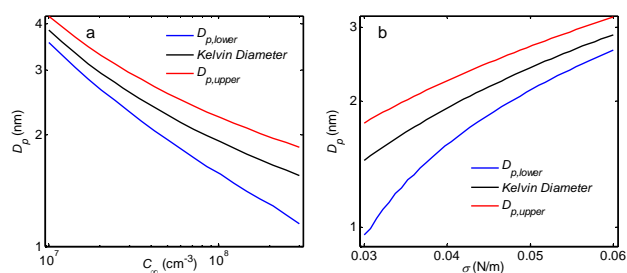 a
D_p,lower
Kelvin Diameter
D_p,upper
4
3
2
1
D_p (nm)
10^7
10^8
C_∞ (cm^-3)
b
D_p,lower
Kelvin Diameter
D_p,upper
3
2
1
D_p (nm)
0.03
0.04
0.05
0.06
σ (N/m)